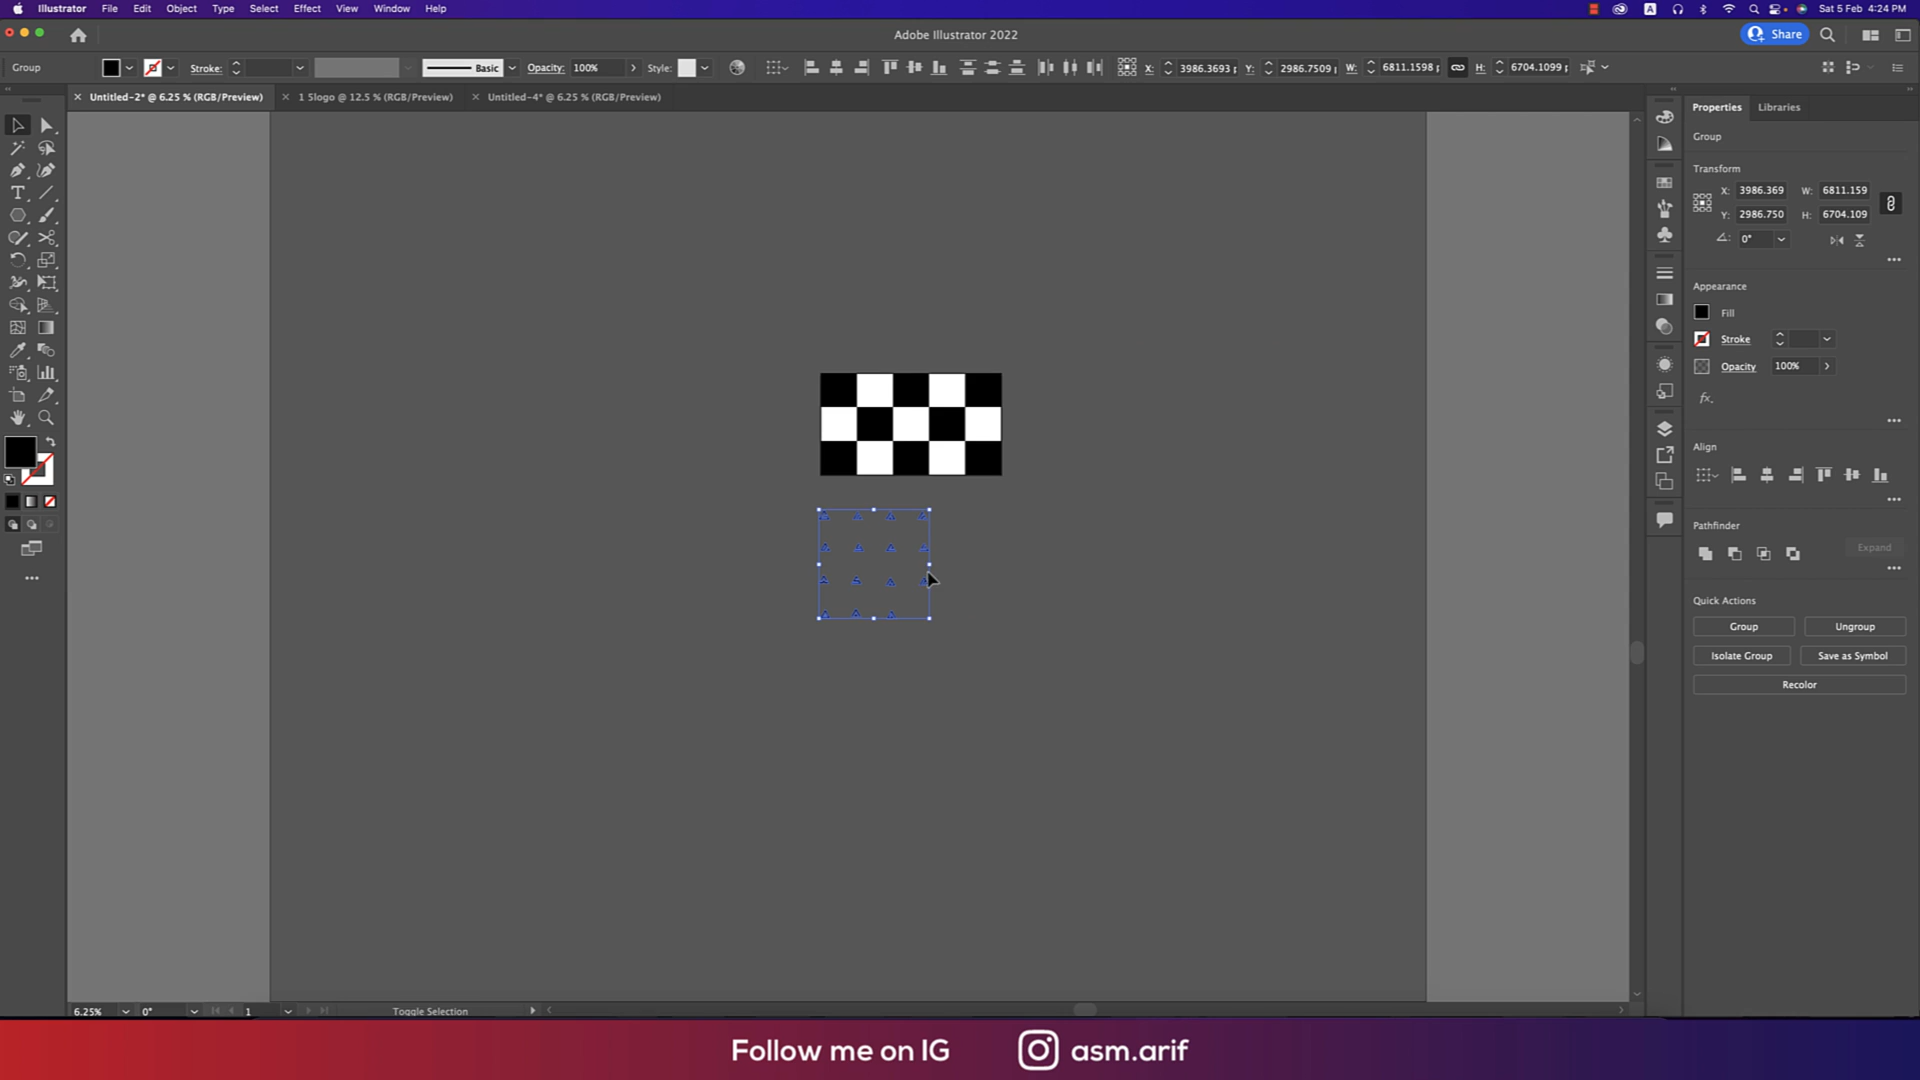 Illustrator File Edit Object Type Select Effect View Window Help
A
Sat 5 Feb 4:24 PM
Adobe Illustrator 2022
Share
Group
Stroke:
Basic
Opacity: 100%
Style:
X: 3986.3693 p
Y: 2986.7509 p
W: 6811.1598 p
H: 6704.1099 p
Untitled-2* @ 6.25 % (RGB/Preview)
1 5logo @ 12.5 % (RGB/Preview)
Untitled-4* @ 6.25 % (RGB/Preview)
Properties Libraries
Group
Transform
X: 3986.369 W: 6811.159
Y: 2986.750 H: 6704.109
0°
Appearance
Fill
Stroke
Opacity 100%
fx.
Align
Pathfinder
Expand
Quick Actions
Group Ungroup
Isolate Group Save as Symbol
Recolor
6.25% 0° 1 Toggle Selection
Follow me on IG asm.arif